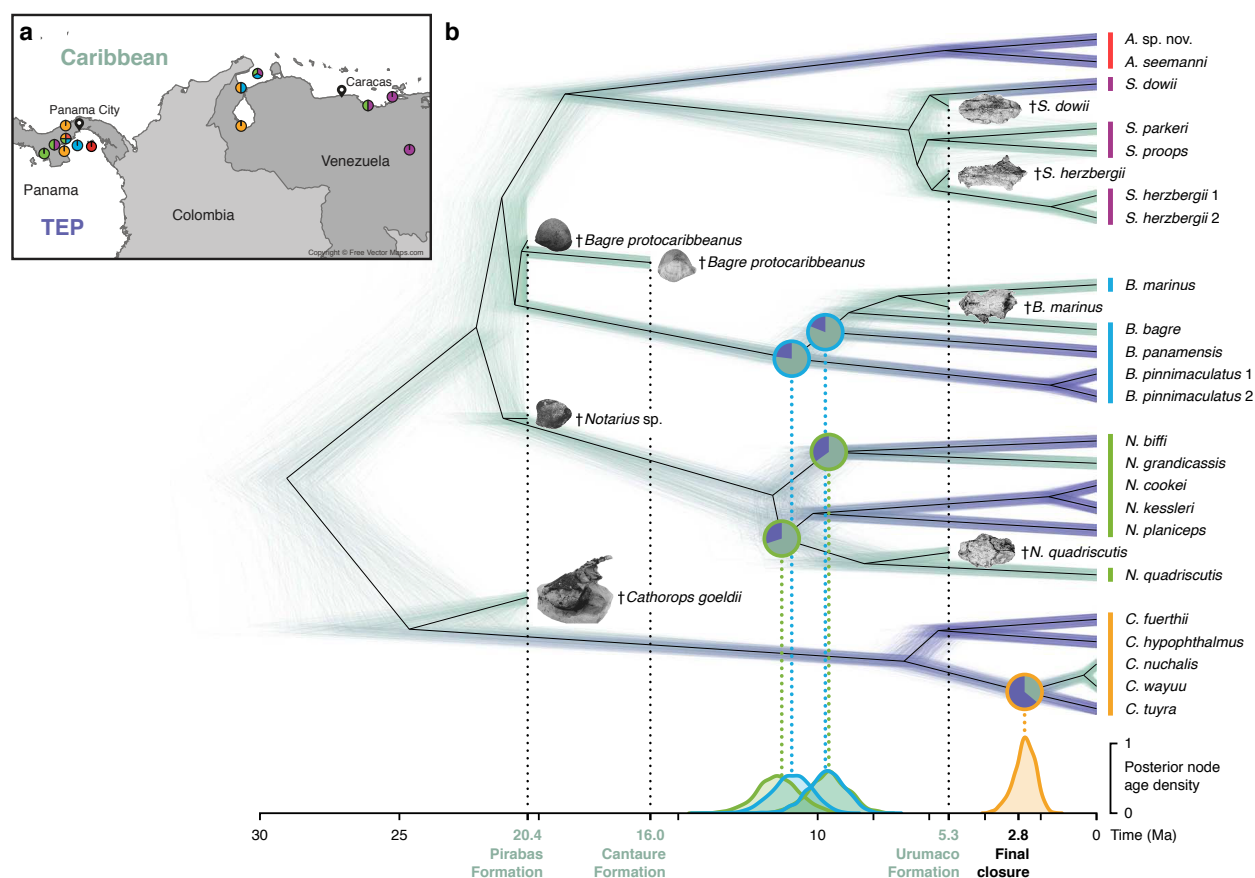 a
Caribbean
Panama City
Caracas
Panama
Venezuela
Colombia
TEP
Copyright © Free Vector Maps.com
b
A. sp. nov.
A. seemanni
S. dowii
†S. dowii
S. parkeri
S. proops
†S. herzbergii
S. herzbergii 1
S. herzbergii 2
†Bagre protocaribbeanus
†Bagre protocaribbeanus
B. marinus
†B. marinus
B. bagre
B. panamensis
B. pinnimaculatus 1
B. pinnimaculatus 2
†Notarius sp.
N. biffi
N. grandicassis
N. cookei
N. kessleri
N. planiceps
†N. quadriscutis
N. quadriscutis
†Cathorops goeldii
C. fuerthii
C. hypophthalmus
C. nuchalis
C. wayuu
C. tuyra
1
Posterior node
age density
0
30
25
20.4
16.0
10
5.3
2.8
0
Time (Ma)
Pirabas
Formation
Cantaure
Formation
Urumaco
Formation
Final
closure